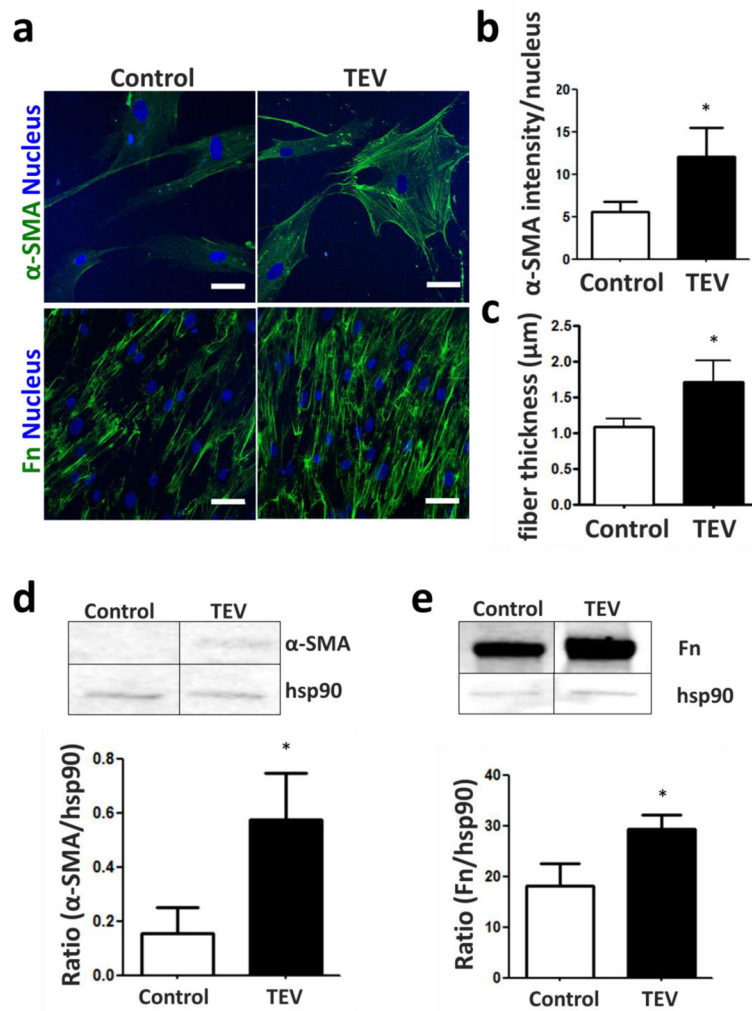 a
Control TEV
α-SMA Nucleus
Fn Nucleus
b
α-SMA intensity/nucleus
20
15
10
5
0
*
Control TEV
c
fiber thickness (µm)
2.5
2.0
1.5
1.0
0.5
0.0
*
Control TEV
d
Control TEV
α-SMA
hsp90
Ratio (α-SMA/hsp90)
0.8
0.6
0.4
0.2
0.0
*
Control TEV
e
Control TEV
Fn
hsp90
Ratio (Fn/hsp90)
40
30
20
10
0
*
Control TEV